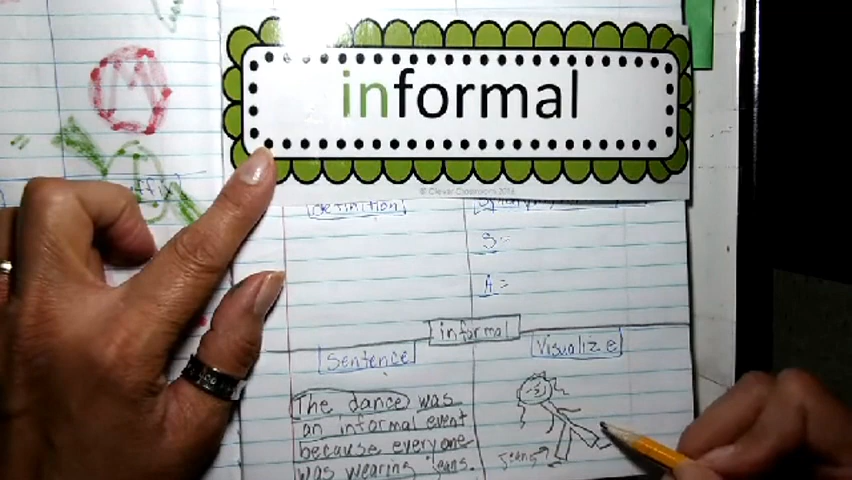 informal
© Clever Classroom 2014
definition
S-
A=
informal
Sentence
Visualize
The dance was
an informal event
because everyone
was wearing jeans.
Jeans